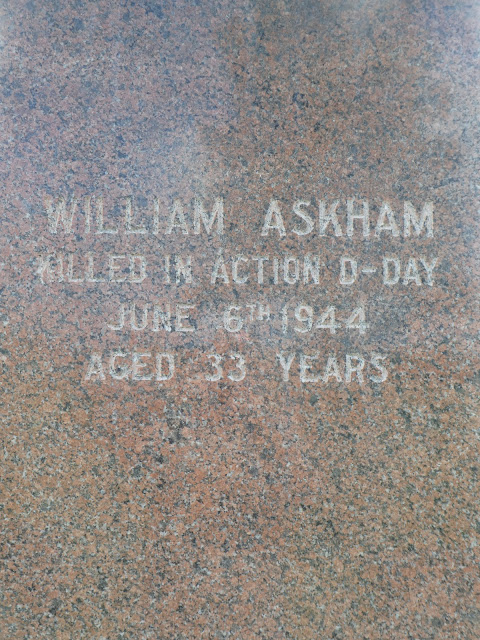 WILLIAM ASKHAM
KILLED IN ACTION D-DAY
JUNE 6TH 1944
AGED 33 YEARS